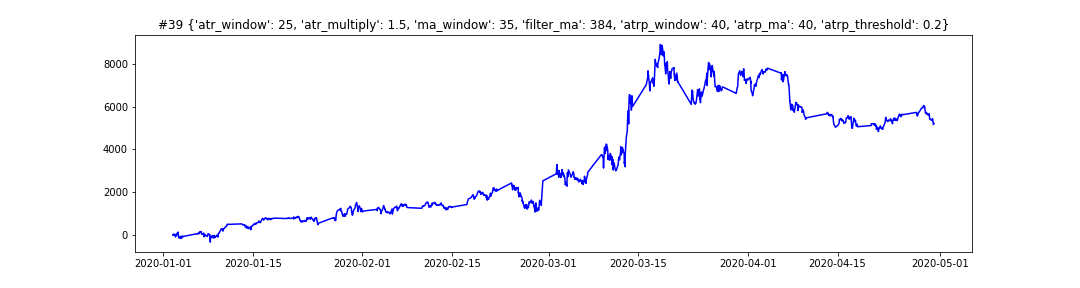 #39 {'atr_window': 25, 'atr_multiply': 1.5, 'ma_window': 35, 'filter_ma': 384, 'atrp_window': 40, 'atrp_ma': 40, 'atrp_threshold': 0.2}
8000
6000
4000
2000
0
2020-01-01 2020-01-15 2020-02-01 2020-02-15 2020-03-01 2020-03-15 2020-04-01 2020-04-15 2020-05-01